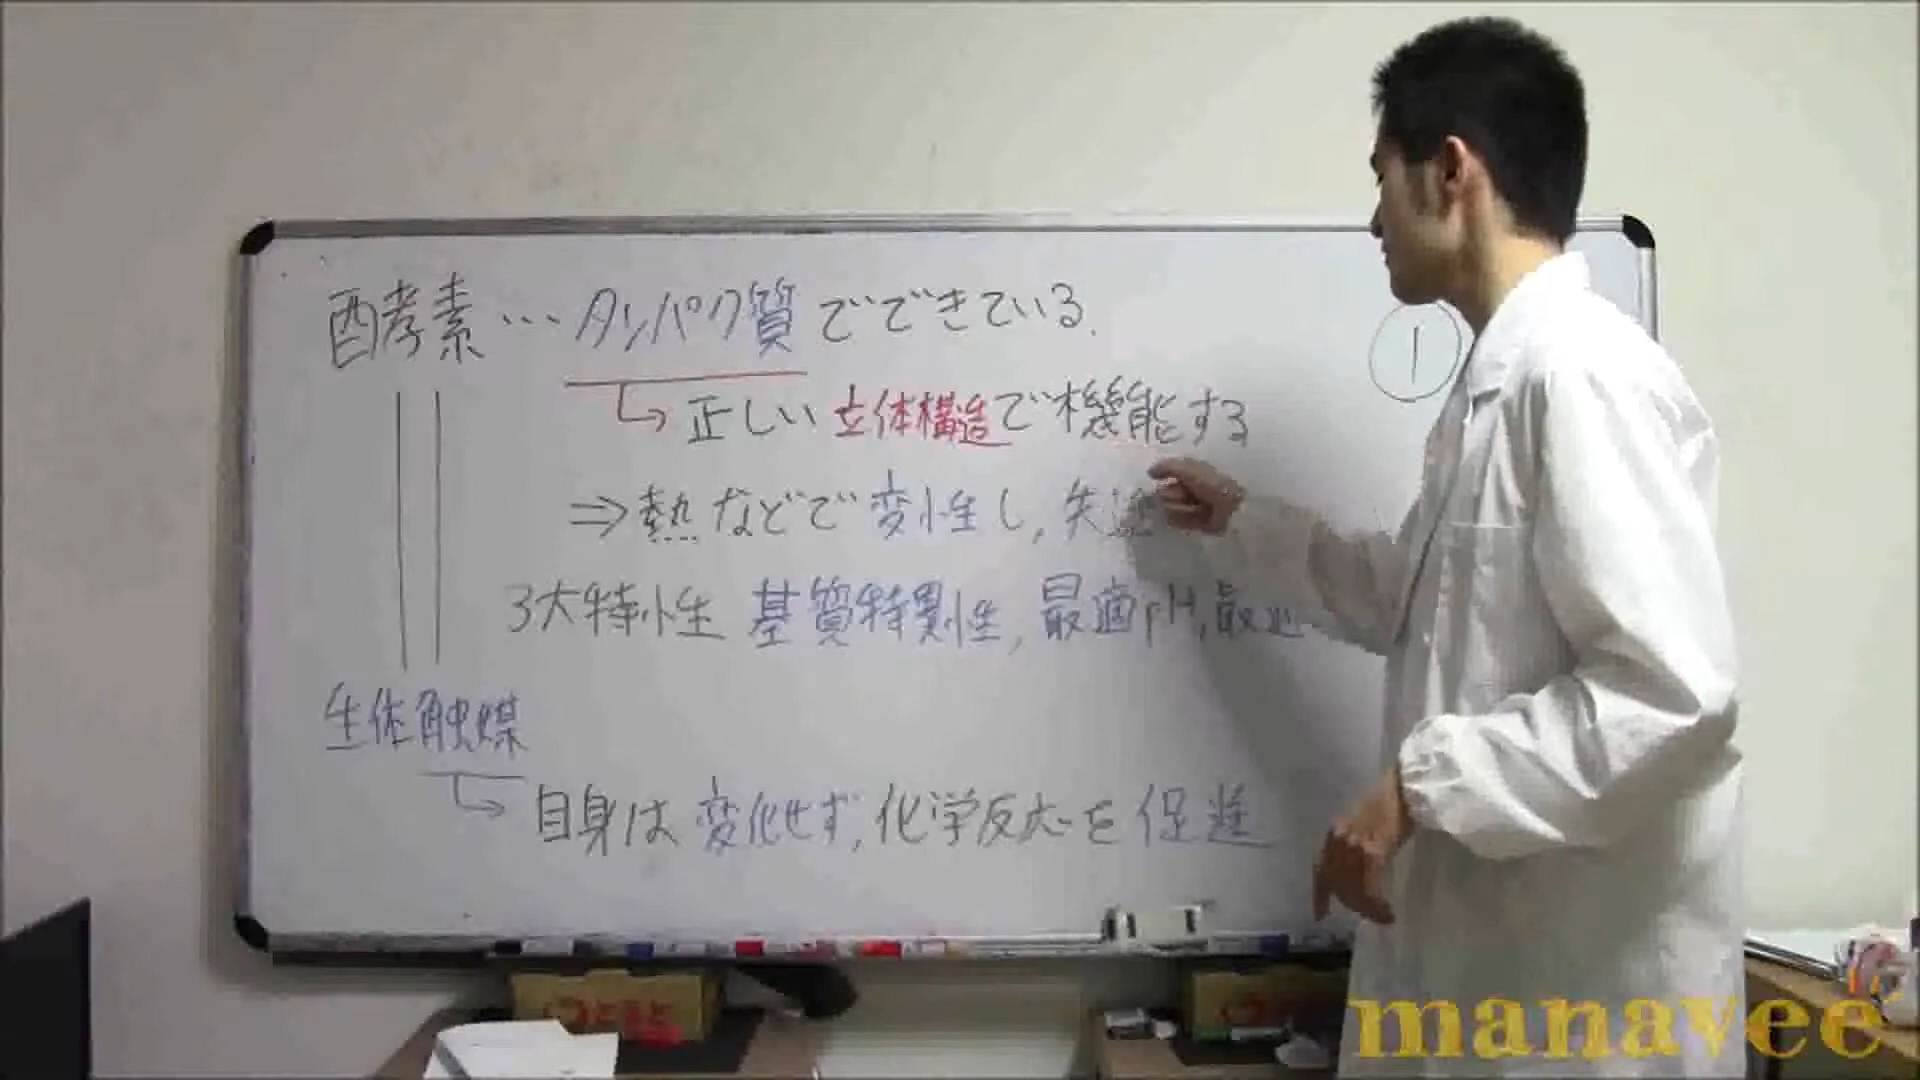 酵素…タンパク質でできている.
①
↳正しい立体構造で機能する
⇒熱などで変性し,失
3大特性 基質特異性,最適pH,最適
生体触媒
↳自身は変化せず,化学反応を促進
manavee